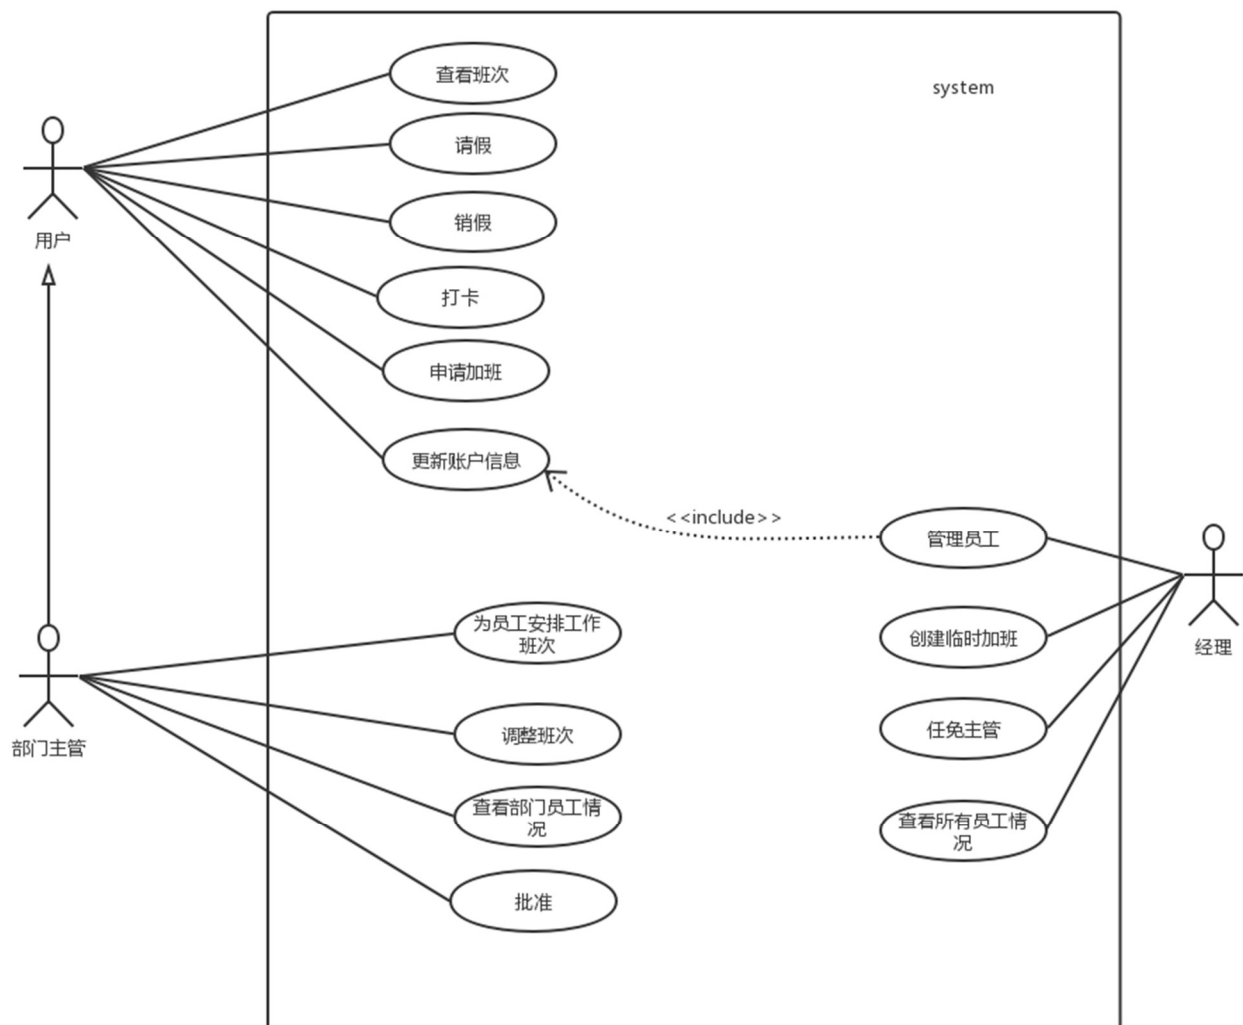 system
查看班次
请假
销假
用户
打卡
申请加班
更新账户信息
<<include>>
管理员工
为员工安排工作
班次
创建临时加班
经理
部门主管
调整班次
任免主管
查看部门员工情
况
查看所有员工情
况
批准